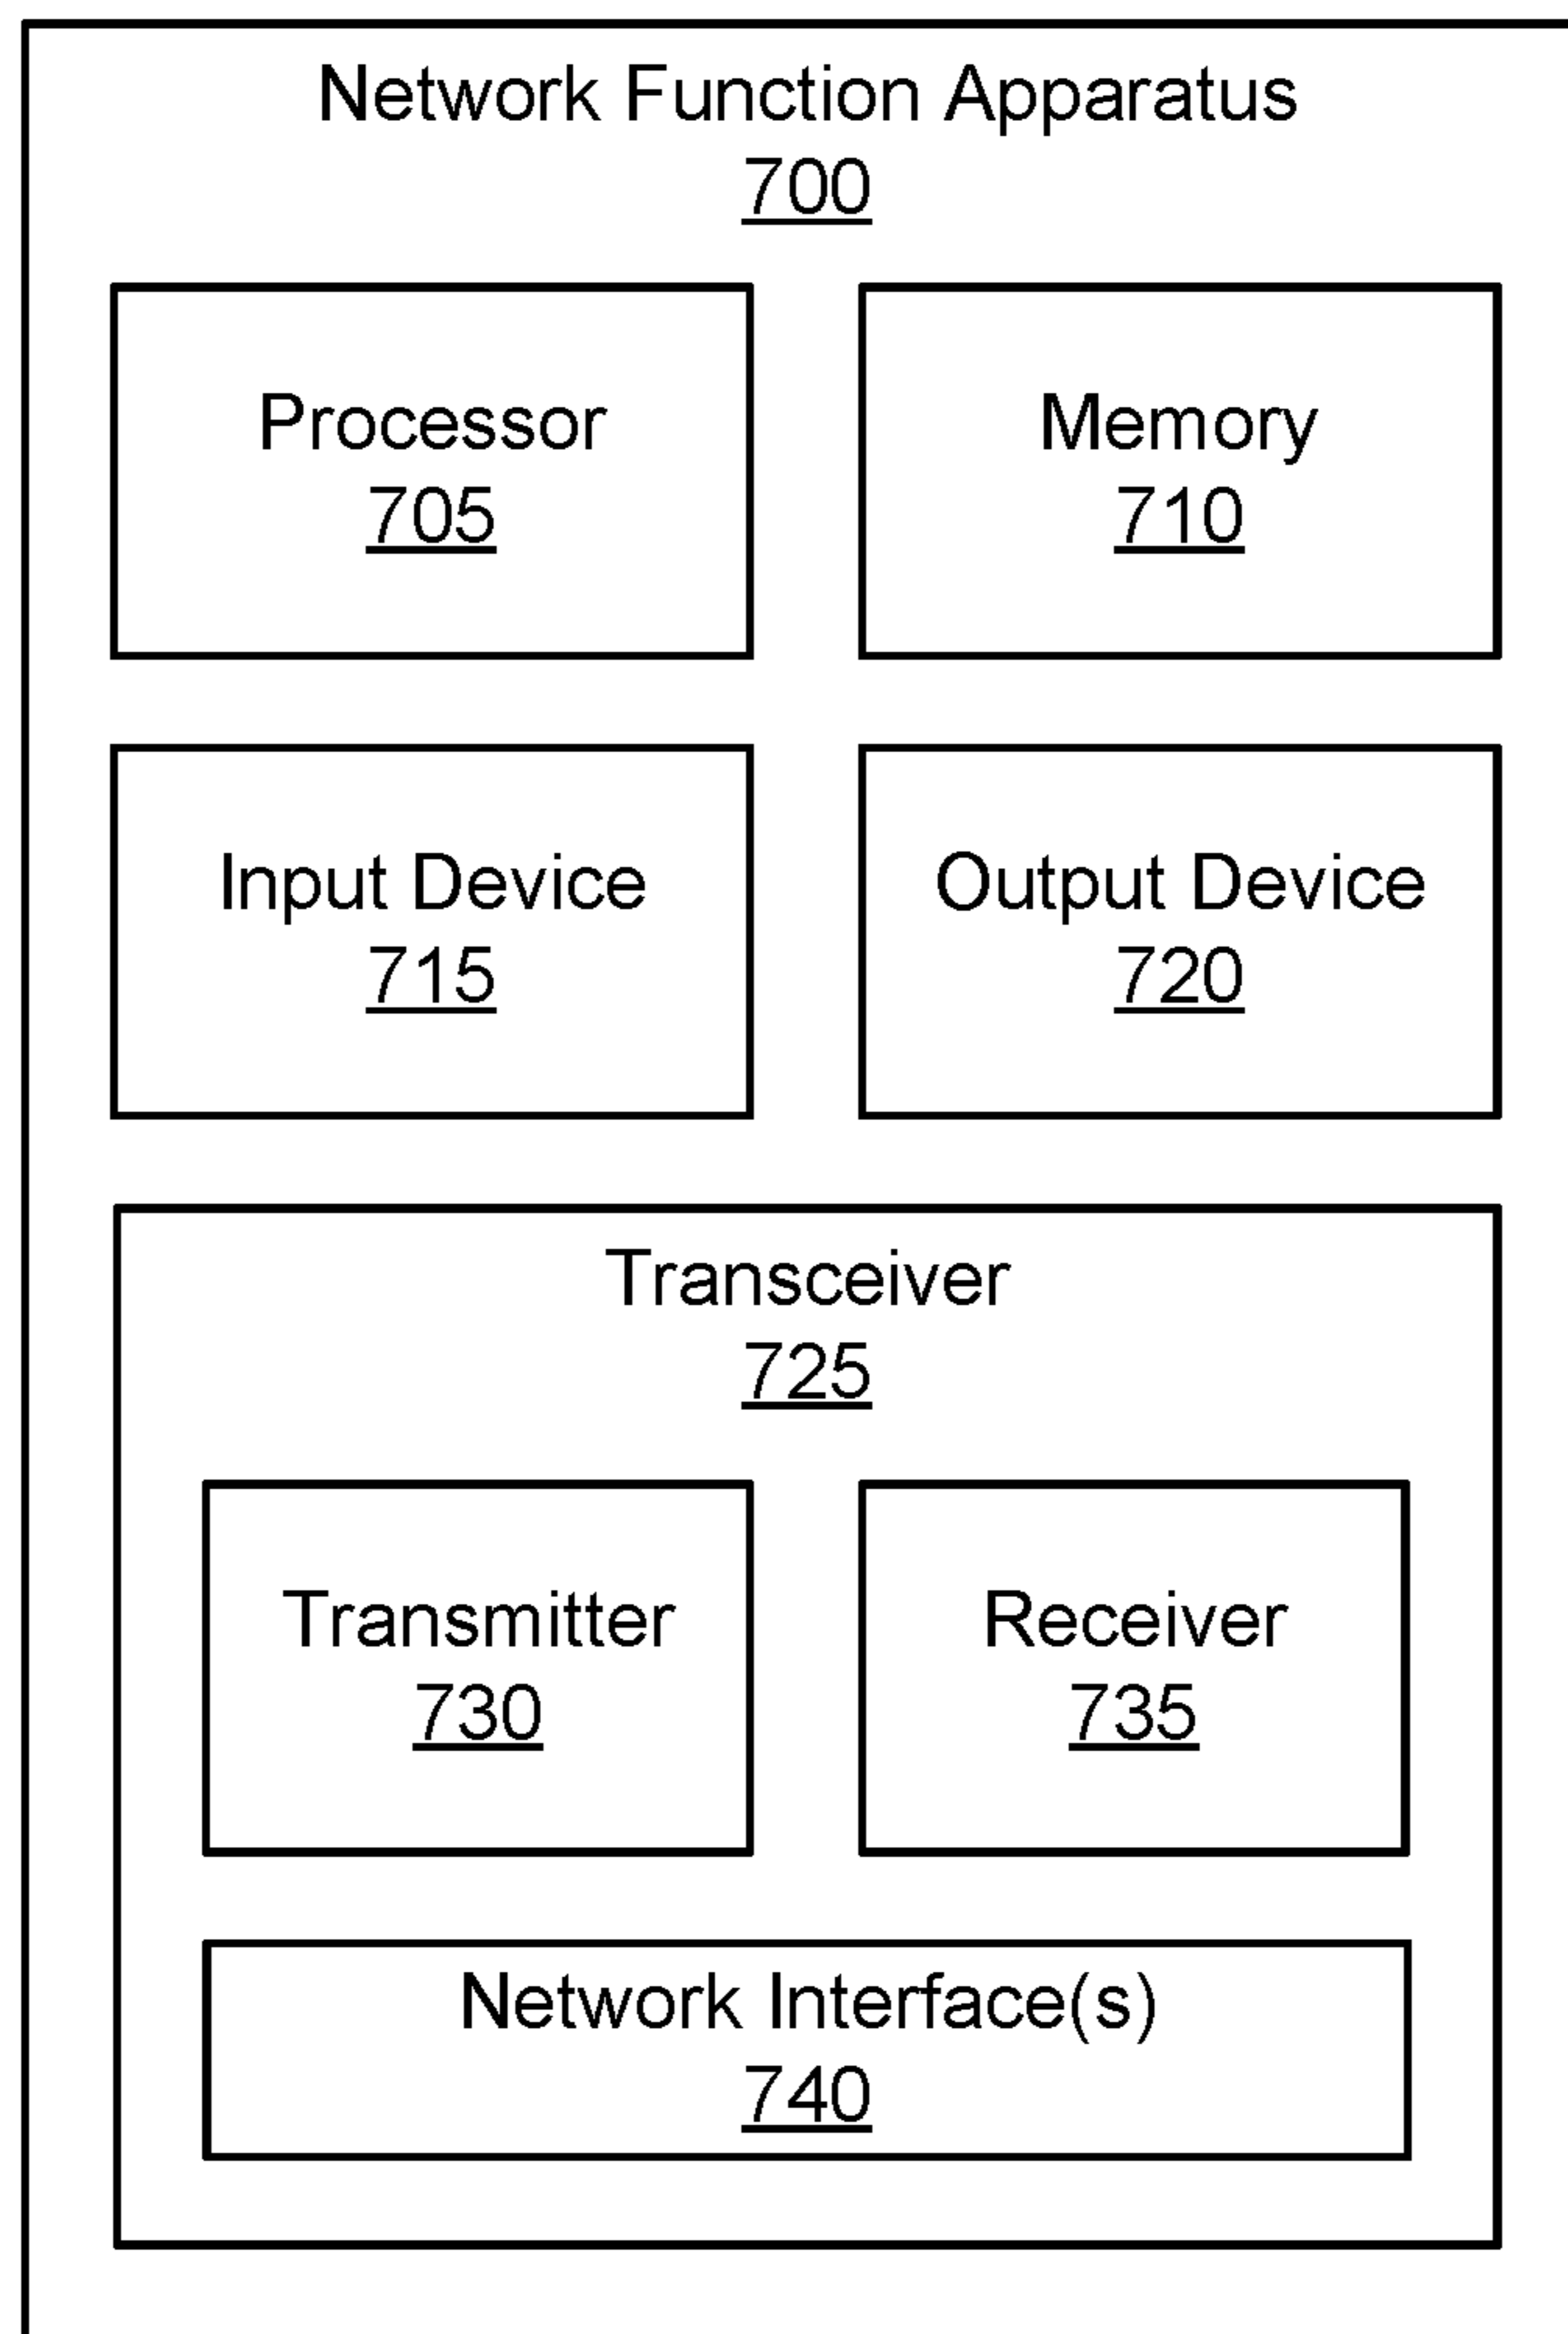 Network Function Apparatus
700
Processor
705
Memory
710
Input Device
715
Output Device
720
Transceiver
725
Transmitter
730
Receiver
735
Network Interface(s)
740